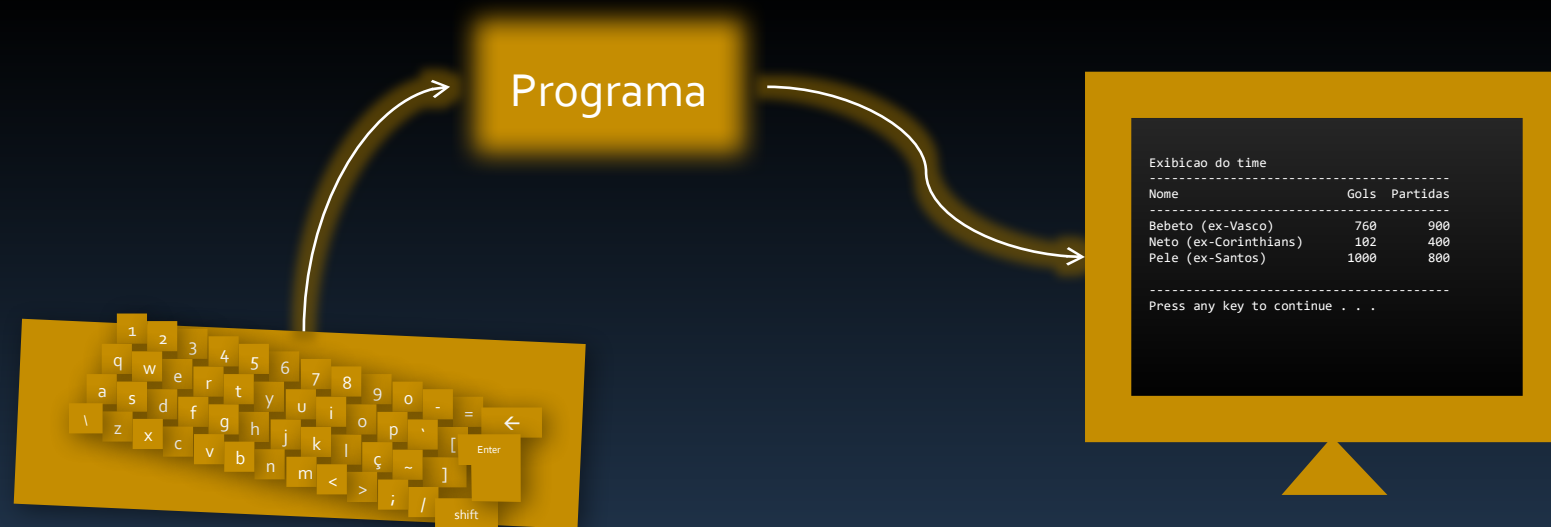 Programa
Exibicao do time
-----------------------------------------
Nome                       Gols  Partidas
-----------------------------------------
Bebeto (ex-Vasco)           760       900
Neto (ex-Corinthians)       102       400
Pele (ex-Santos)           1000       800
-----------------------------------------
Press any key to continue . . .
1 2 3 4 5 6 7 8 9 0 - = ←
q w e r t y u i o p ` [ Enter
a s d f g h j k l ç ~ ]
\ z x c v b n m < > ; / shift